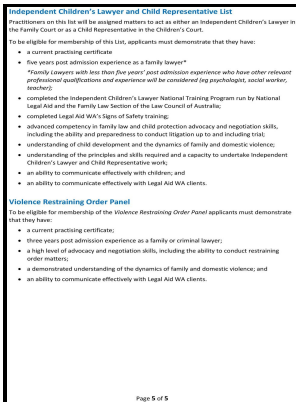 Independent Children's Lawyer and Child Representative List
Practitioners on this list will be assigned matters to act as either an Independent Children's Lawyer in
the Family Court or as a Child Representative in the Children's Court.
To be eligible for membership of this List, applicants must demonstrate that they have:
• a current practising certificate
• five years post admission experience as a family lawyer*
*Family Lawyers with less than five years' post admission experience who have other relevant
professional qualifications and experience will be considered (eg psychologist, social worker,
teacher);
• completed the Independent Children's Lawyer National Training Program run by National
Legal Aid and the Family Law Section of the Law Council of Australia;
• completed Legal Aid WA's Signs of Safety training;
• advanced competency in family law and child protection advocacy and negotiation skills,
including the ability and preparedness to conduct litigation up to and including trial;
• understanding of child development and the dynamics of family and domestic violence;
• understanding of the principles and skills required and a capacity to undertake Independent
Children's Lawyer and Child Representative work;
• an ability to communicate effectively with children; and
• an ability to communicate effectively with Legal Aid WA clients.
Violence Restraining Order Panel
To be eligible for membership of the Violence Restraining Order Panel applicants must demonstrate
that they have:
• a current practising certificate;
• three years post admission experience as a family or criminal lawyer;
• a high level of advocacy and negotiation skills, including the ability to conduct restraining
order matters;
• a demonstrated understanding of the dynamics of family and domestic violence; and
• an ability to communicate effectively with Legal Aid WA clients.
Page 5 of 5